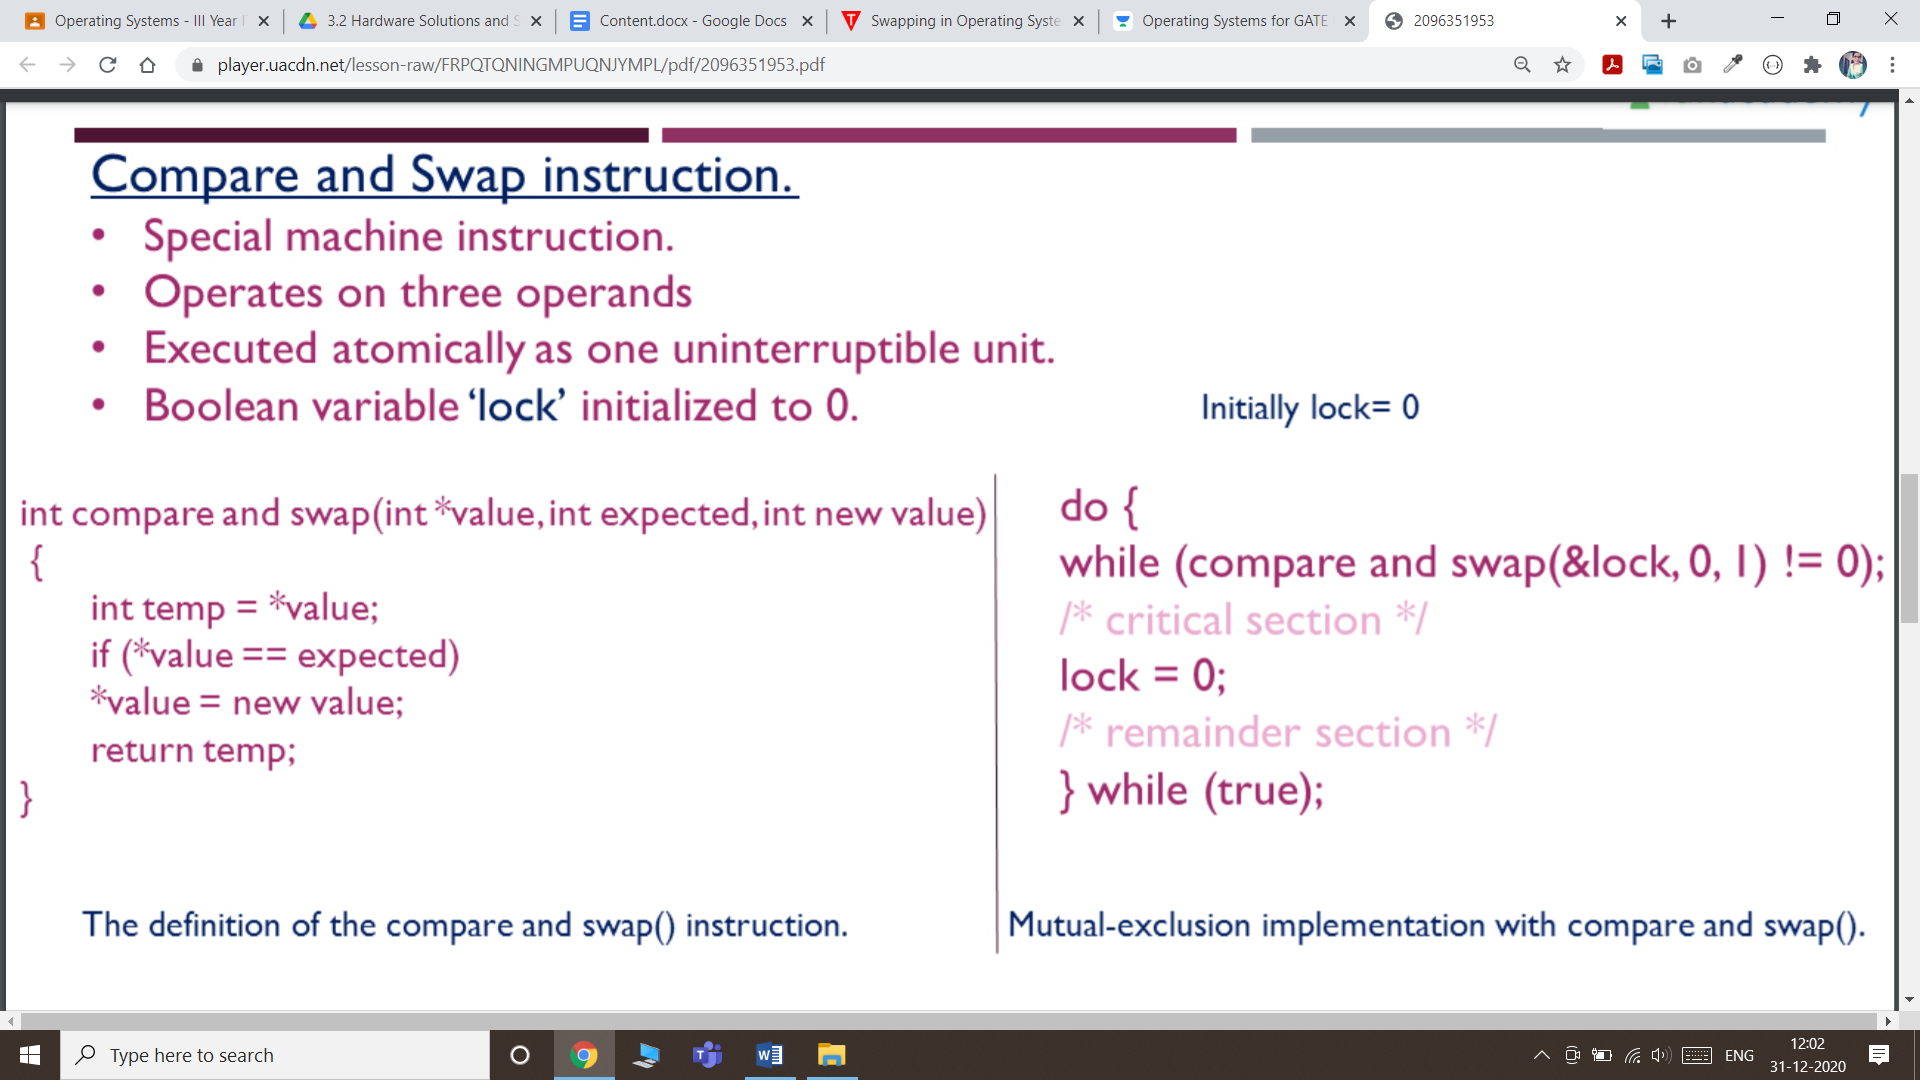 Operating Systems - III Year
3.2 Hardware Solutions and S
Content.docx - Google Docs
Swapping in Operating Syste
Operating Systems for GATE
2096351953
player.uacdn.net/lesson-raw/FRPQTQNINGMPUQNJYMPL/pdf/2096351953.pdf
Compare and Swap instruction.
• Special machine instruction.
• Operates on three operands
• Executed atomically as one uninterruptible unit.
• Boolean variable ‘lock’ initialized to 0.
Initially lock= 0
int compare and swap(int *value, int expected, int new value)
{
int temp = *value;
if (*value == expected)
*value = new value;
return temp;
}
The definition of the compare and swap() instruction.
do {
while (compare and swap(&lock, 0, 1) != 0);
/* critical section */
lock = 0;
/* remainder section */
} while (true);
Mutual-exclusion implementation with compare and swap().
Type here to search
ENG
12:02
31-12-2020